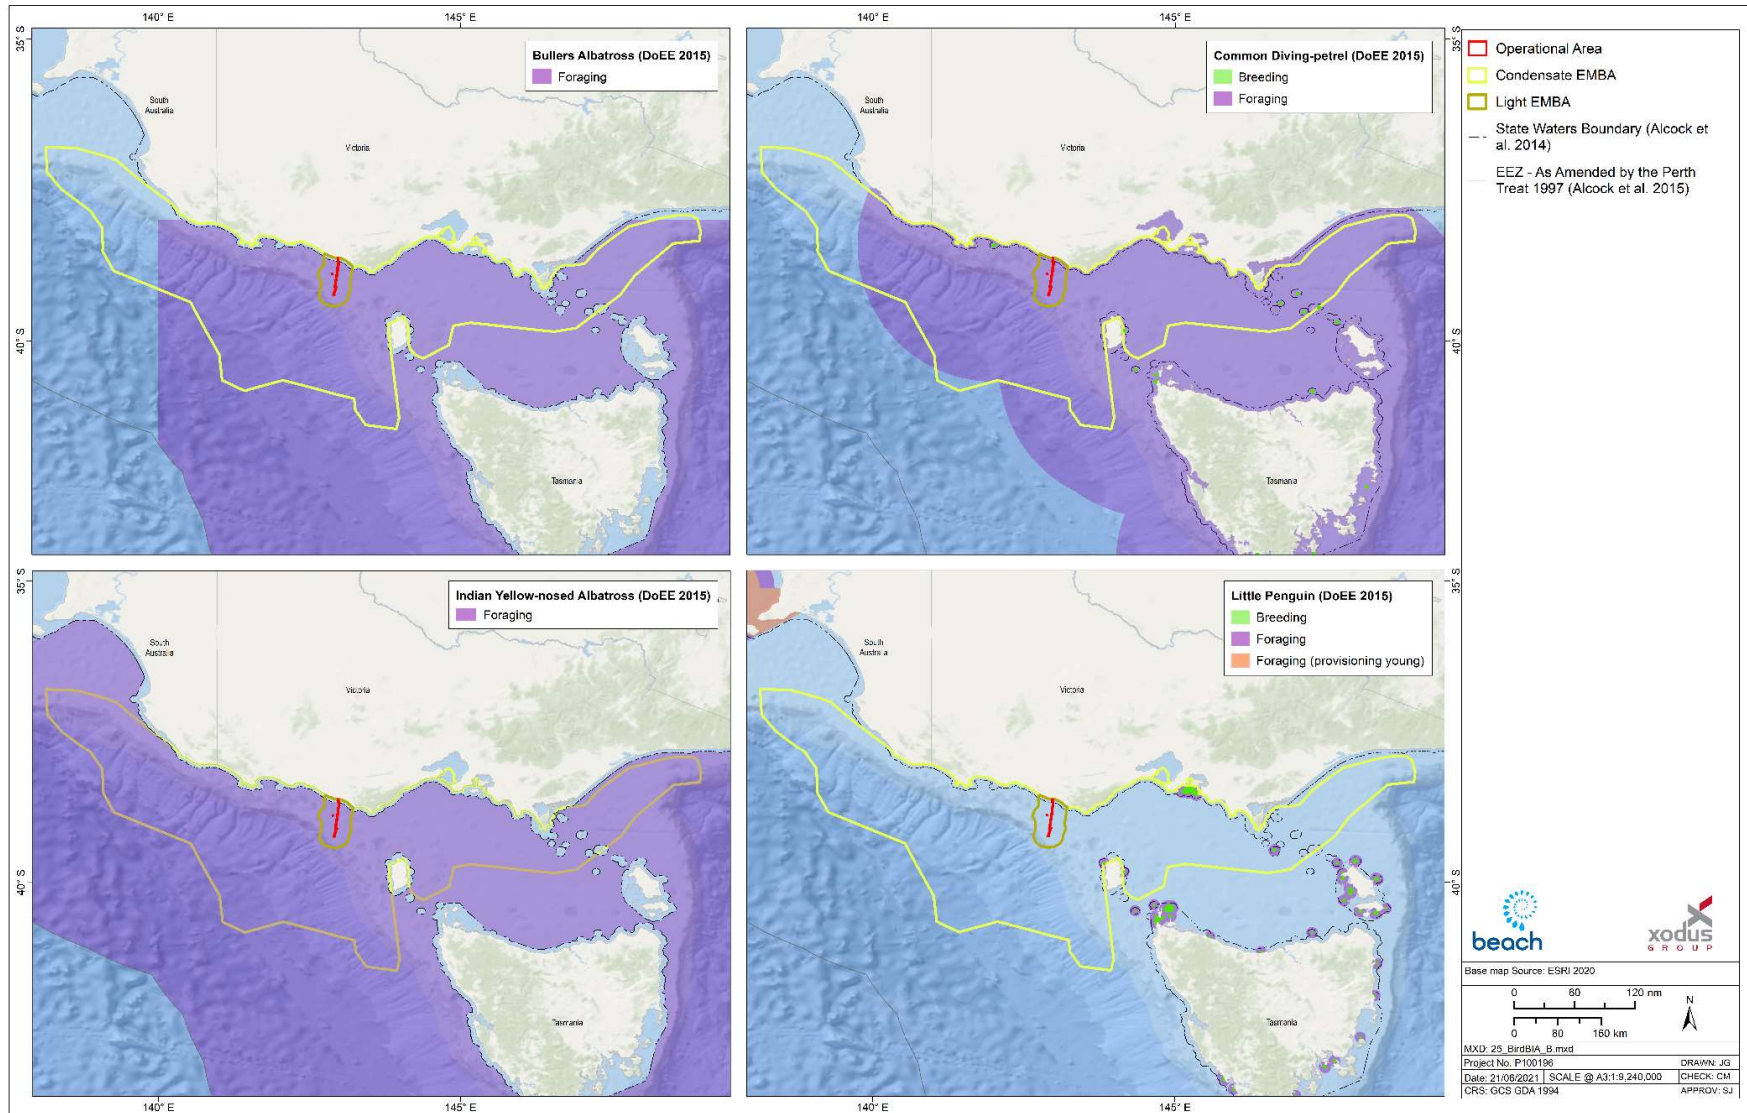 140° E
145° E
140° E
145° E
35° S
35° S
Bullers Albatross (DoEE 2015)
Foraging
South
Australia
Victoria
Tasmania
40° S
Common Diving-petrel (DoEE 2015)
Breeding
Foraging
South
Australia
Victoria
Tasmania
40° S
Operational Area
Condensate EMBA
Light EMBA
State Waters Boundary (Alcock et
al. 2014)
EEZ - As Amended by the Perth
Treat 1997 (Alcock et al. 2015)
35° S
35° S
Indian Yellow-nosed Albatross (DoEE 2015)
Foraging
South
Australia
Victoria
Tasmania
40° S
Little Penguin (DoEE 2015)
Breeding
Foraging
Foraging (provisioning young)
South
Australia
Victoria
Tasmania
40° S
140° E
145° E
140° E
145° E
beach
xodus
GROUP
Base map Source: ESRI 2020
0 60 120 nm
0 80 160 km
N
MXD: 25_BirdBIA_B.mxd
Project No. P100196
DRAWN: JG
Date: 21/06/2021
SCALE @ A3:1:9,240,000
CHECK: CM
CRS: GCS GDA 1994
APPROV: SJ